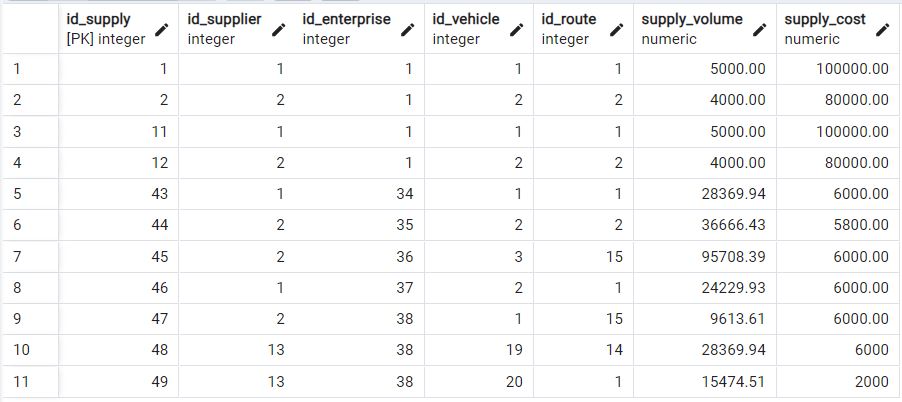 id_supply id_supplier id_enterprise id_vehicle id_route supply_volume supply_cost
[PK] integer integer integer integer integer numeric numeric
1 1 1 1 1 1 5000.00 100000.00
2 2 2 1 2 2 4000.00 80000.00
3 11 1 1 1 1 5000.00 100000.00
4 12 2 1 2 2 4000.00 80000.00
5 43 1 34 1 1 28369.94 6000.00
6 44 2 35 2 2 36666.43 5800.00
7 45 2 36 3 15 95708.39 6000.00
8 46 1 37 2 1 24229.93 6000.00
9 47 2 38 1 15 9613.61 6000.00
10 48 13 38 19 14 28369.94 6000
11 49 13 38 20 1 15474.51 2000